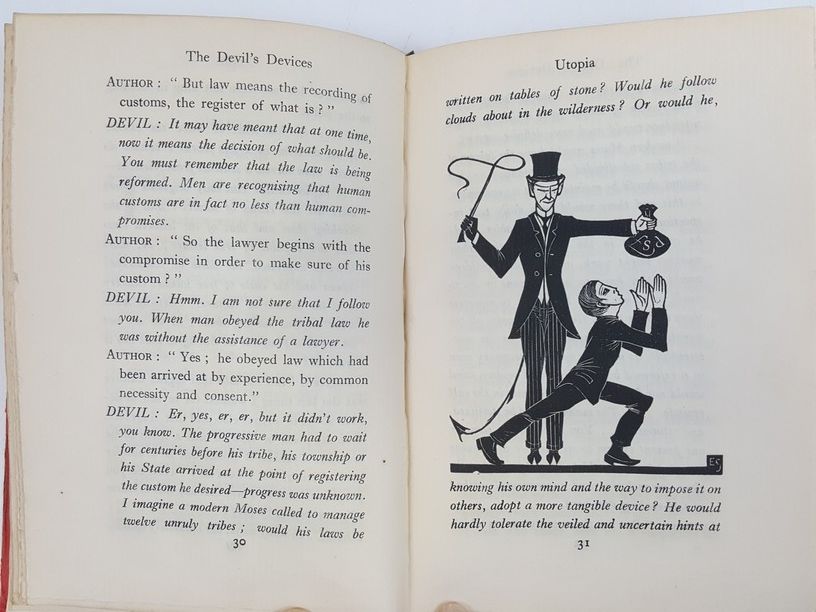 The Devil's Devices
AUTHOR : " But law means the recording of
customs, the register of what is ? "
DEVIL : It may have meant that at one time,
now it means the decision of what should be.
You must remember that the law is being
reformed. Men are recognising that human
customs are in fact no less than human com-
promises.
AUTHOR : " So the lawyer begins with the
compromise in order to make sure of his
custom ? "
DEVIL : Hmm. I am not sure that I follow
you. When man obeyed the tribal law he
was without the assistance of a lawyer.
AUTHOR : " Yes ; he obeyed law which had
been arrived at by experience, by common
necessity and consent."
DEVIL : Er, yes, er, er, but it didn't work,
you know. The progressive man had to wait
for centuries before his tribe, his township or
his State arrived at the point of registering
the custom he desired—progress was unknown.
I imagine a modern Moses called to manage
twelve unruly tribes ; would his laws be
30
Utopia
written on tables of stone ? Would he follow
clouds about in the wilderness ? Or would he,
£SD
EG
knowing his own mind and the way to impose it on
others, adopt a more tangible device ? He would
hardly tolerate the veiled and uncertain hints at
31